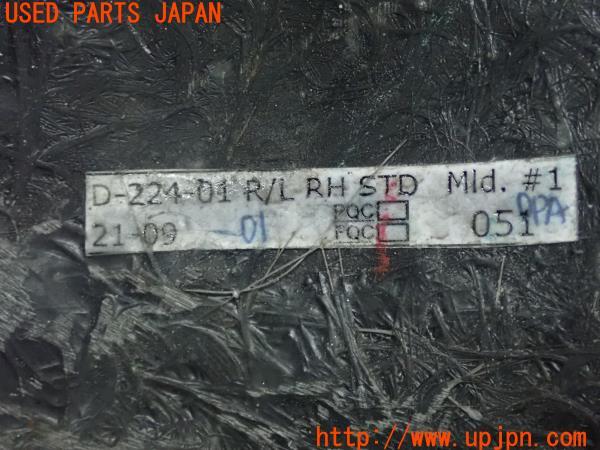 USED PARTS JAPAN
D-224-01 R/L RH STD Mld. #1
PQC
21-09 -01 FQC 051 PPA
http://www.upjpn.com